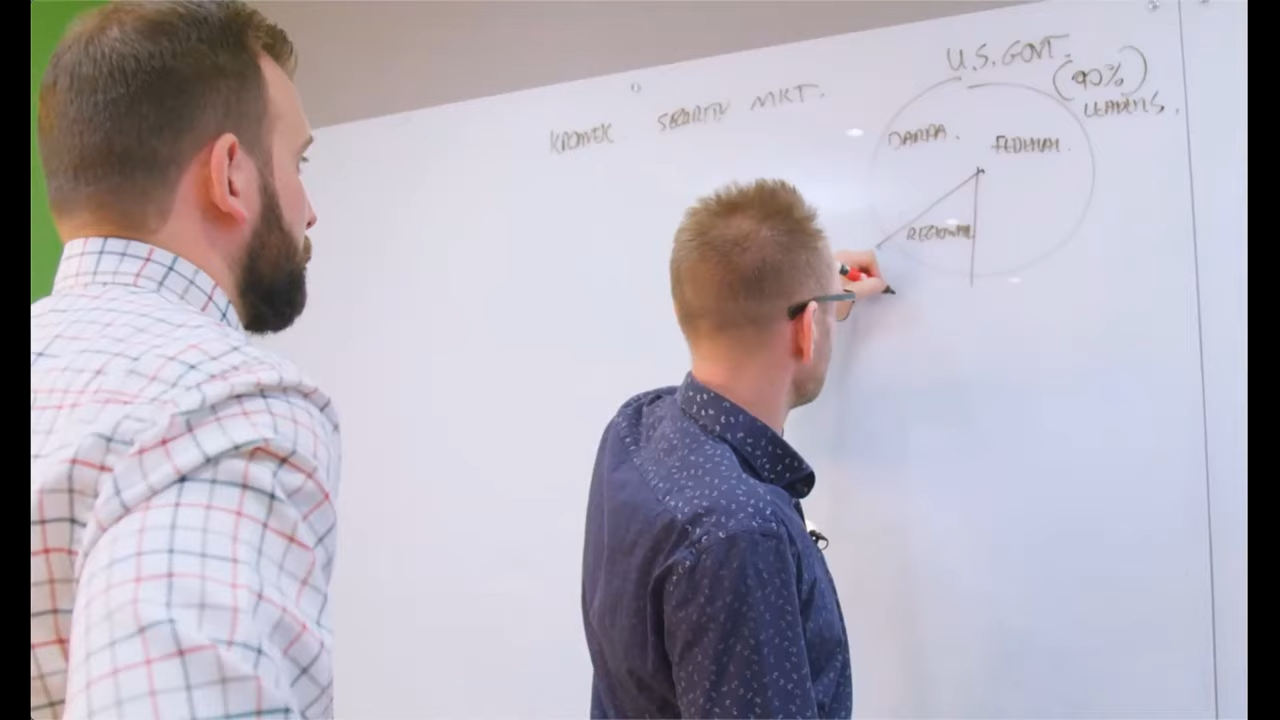 U.S. GOVT.
KROMEK SECURITY MKT. (90%)
LEADERS.
DARPA. FEDERAL.
REGIONAL